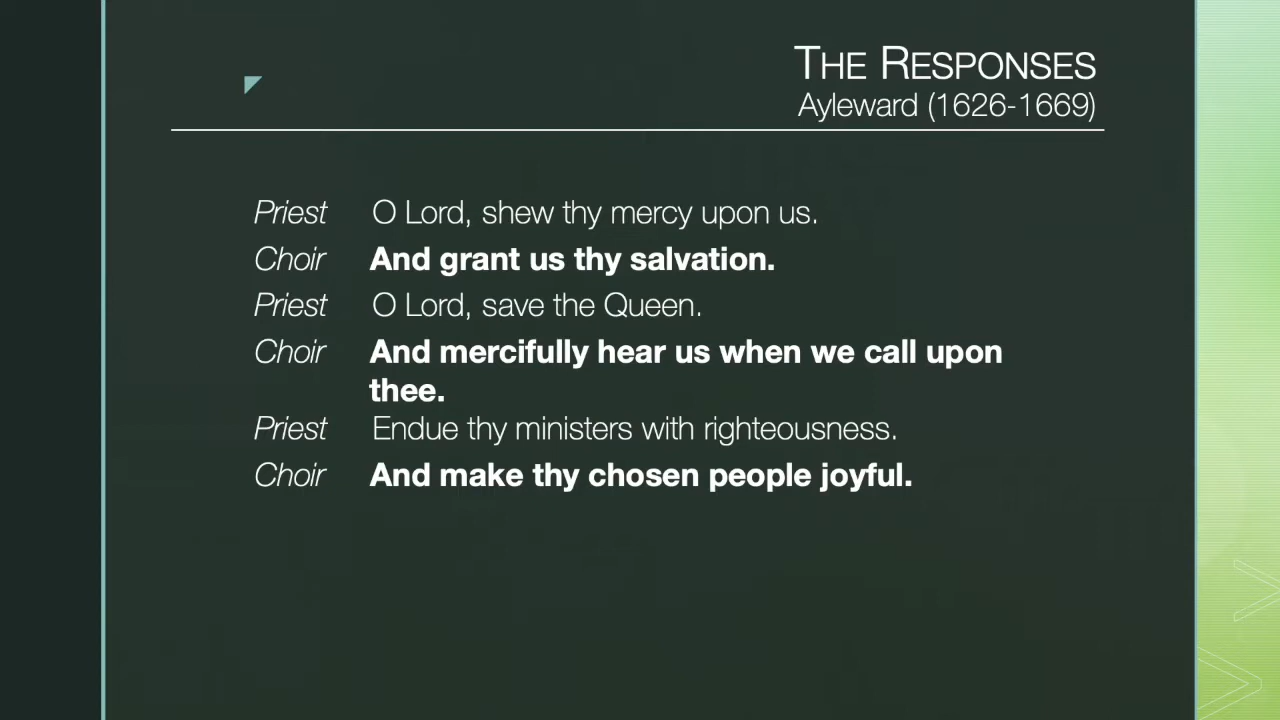 THE RESPONSES
Ayleward (1626-1669)
Priest O Lord, shew thy mercy upon us.
Choir And grant us thy salvation.
Priest O Lord, save the Queen.
Choir And mercifully hear us when we call upon
thee.
Priest Endue thy ministers with righteousness.
Choir And make thy chosen people joyful.